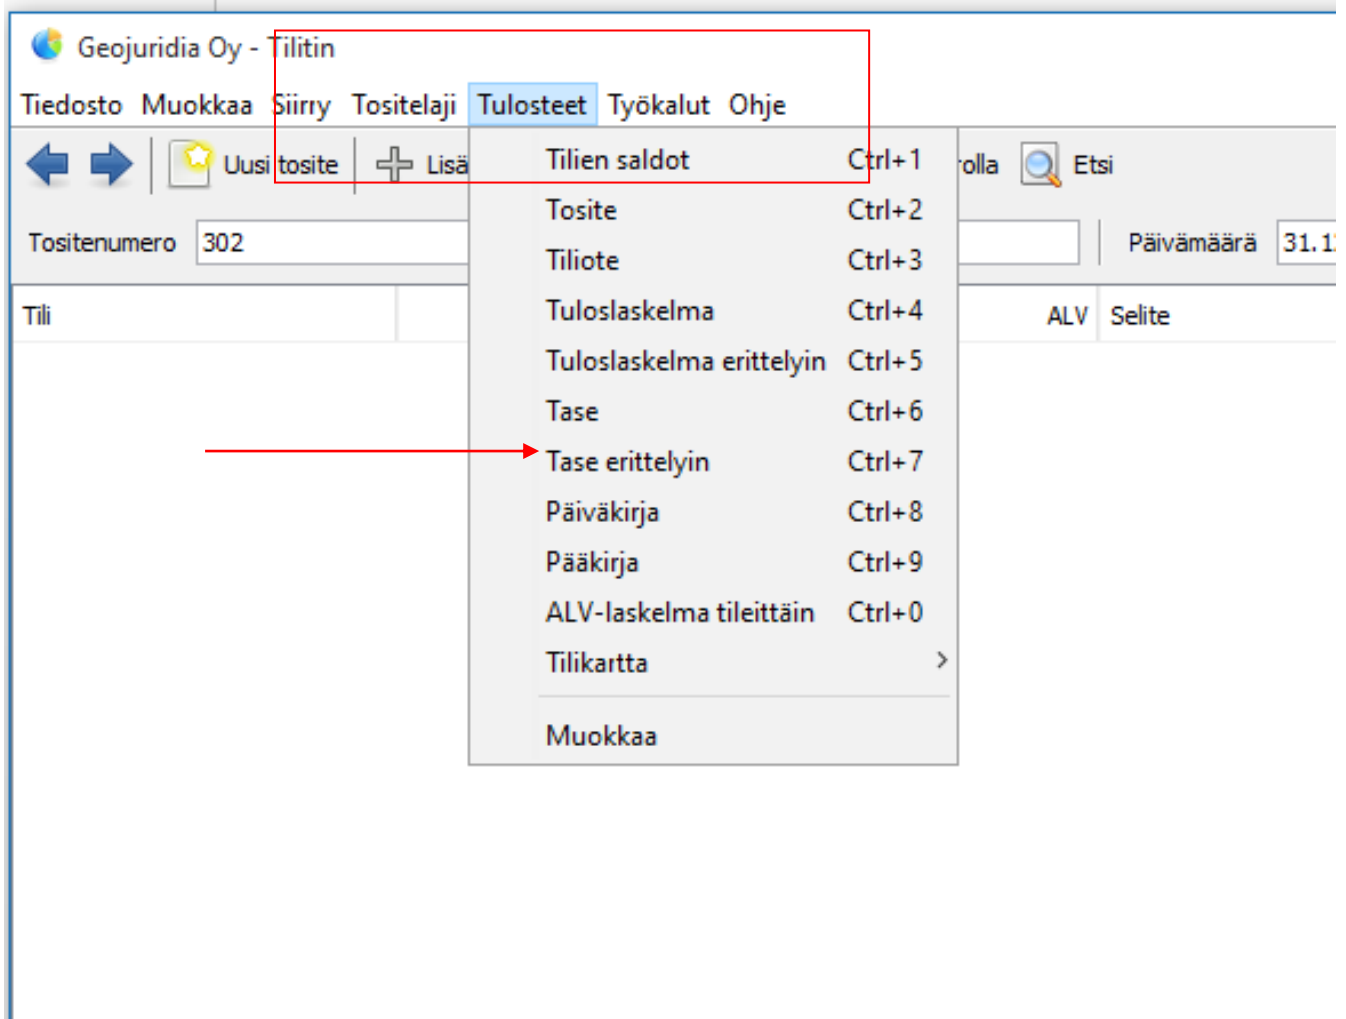 Geojuridia Oy - Tilitin
Tiedosto Muokkaa Siirry Tositelaji Tulosteet Työkalut Ohje
Uusi tosite Lisä Etsi
Tositenumero 302 Päivämäärä 31.1
Tili ALV Selite
Tilien saldot Ctrl+1
Tosite Ctrl+2
Tiliote Ctrl+3
Tuloslaskelma Ctrl+4
Tuloslaskelma erittelyin Ctrl+5
Tase Ctrl+6
Tase erittelyin Ctrl+7
Päiväkirja Ctrl+8
Pääkirja Ctrl+9
ALV-laskelma tileittäin Ctrl+0
Tilikartta
Muokkaa